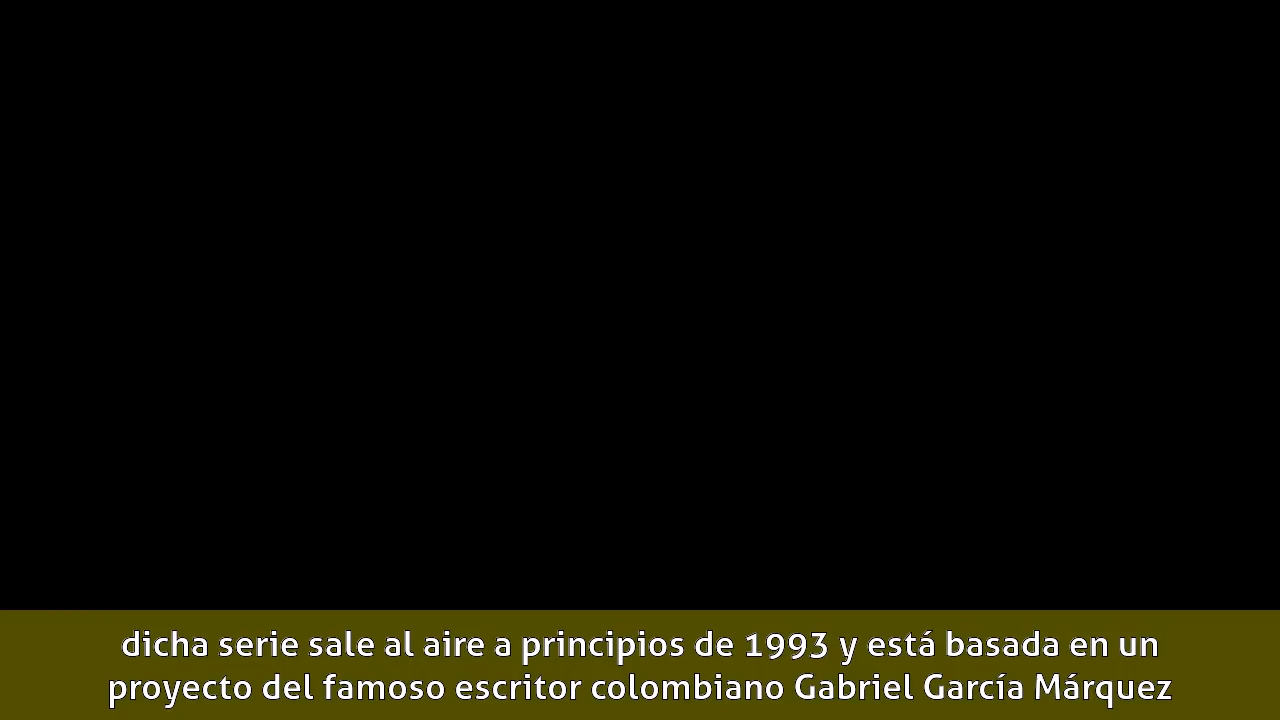 dicha serie sale al aire a principios de 1993 y está basada en un
proyecto del famoso escritor colombiano Gabriel García Márquez